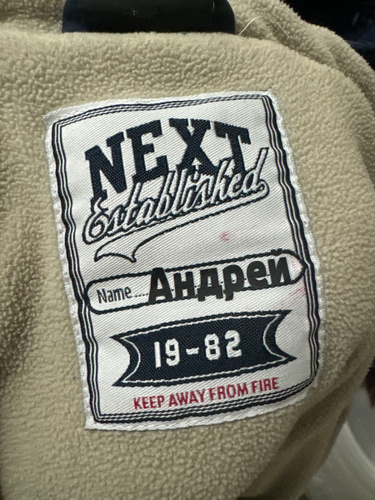 NEXT
Established
Name....Андрей
19-82
KEEP AWAY FROM FIRE